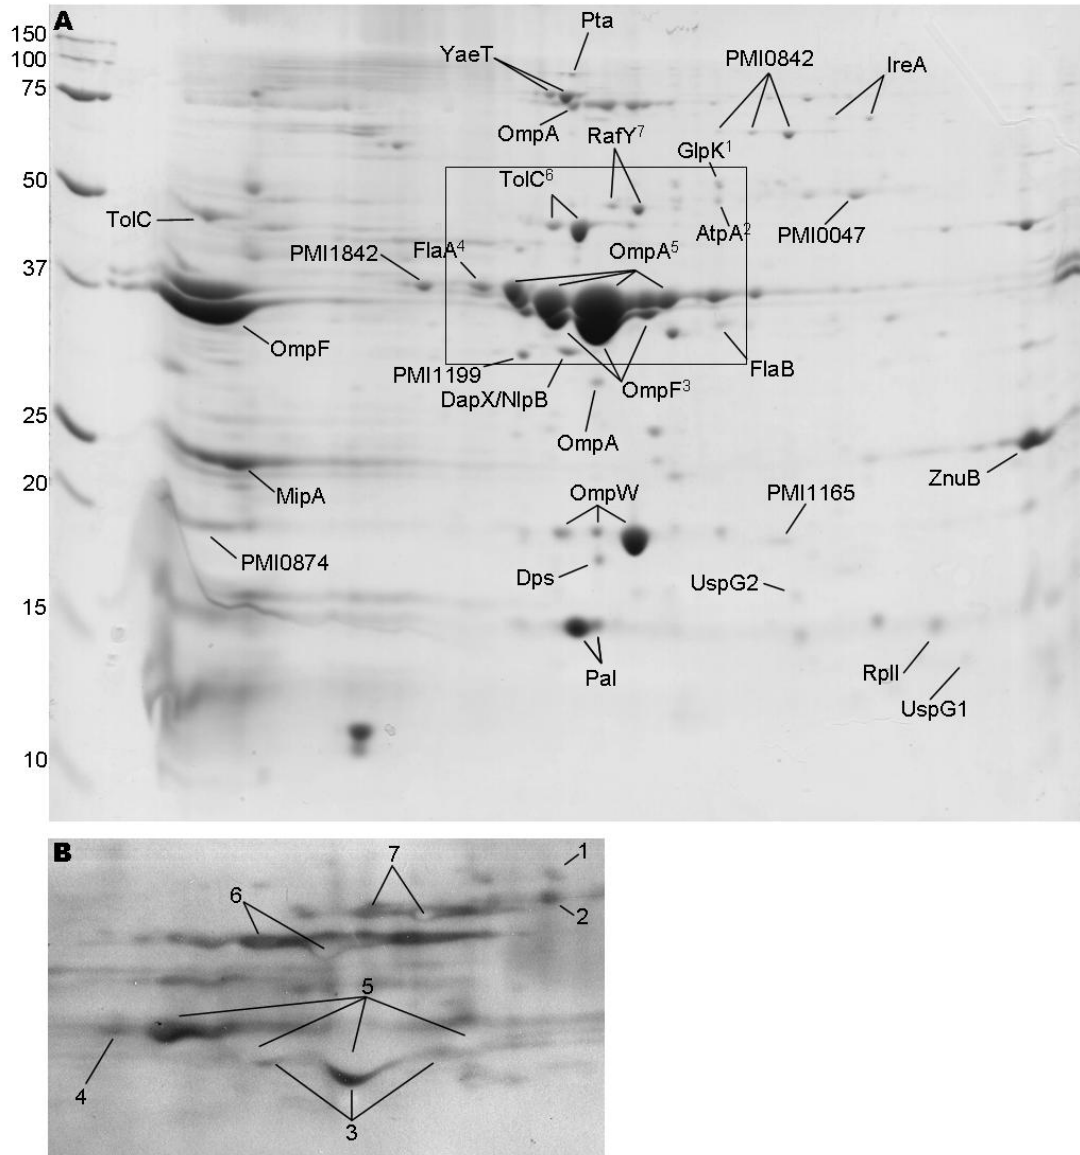 A
150
100
75
50
37
25
20
15
10
Pta
YaeT
PMI0842
IreA
OmpA
RafY⁷
GlpK¹
TolC⁶
TolC
AtpA²
PMI0047
PMI1842
FlaA⁴
OmpA⁵
OmpF
FlaB
PMI1199
DapX/NlpB
OmpF³
OmpA
ZnuB
MipA
OmpW
PMI1165
PMI0874
Dps
UspG2
Pal
RplI
UspG1
B
7
1
6
2
5
4
3